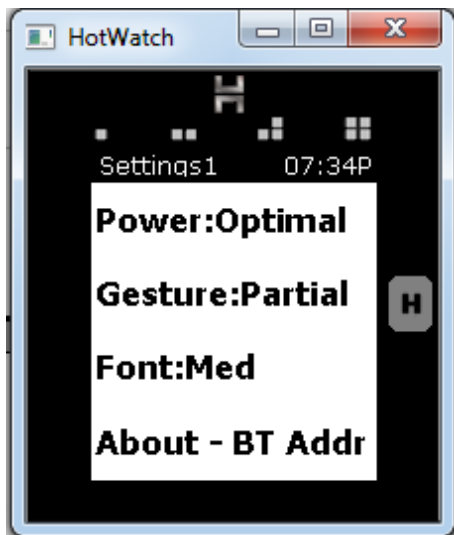 HotWatch
H
Settings1 07:34P
Power:Optimal
Gesture:Partial
H
Font:Med
About - BT Addr